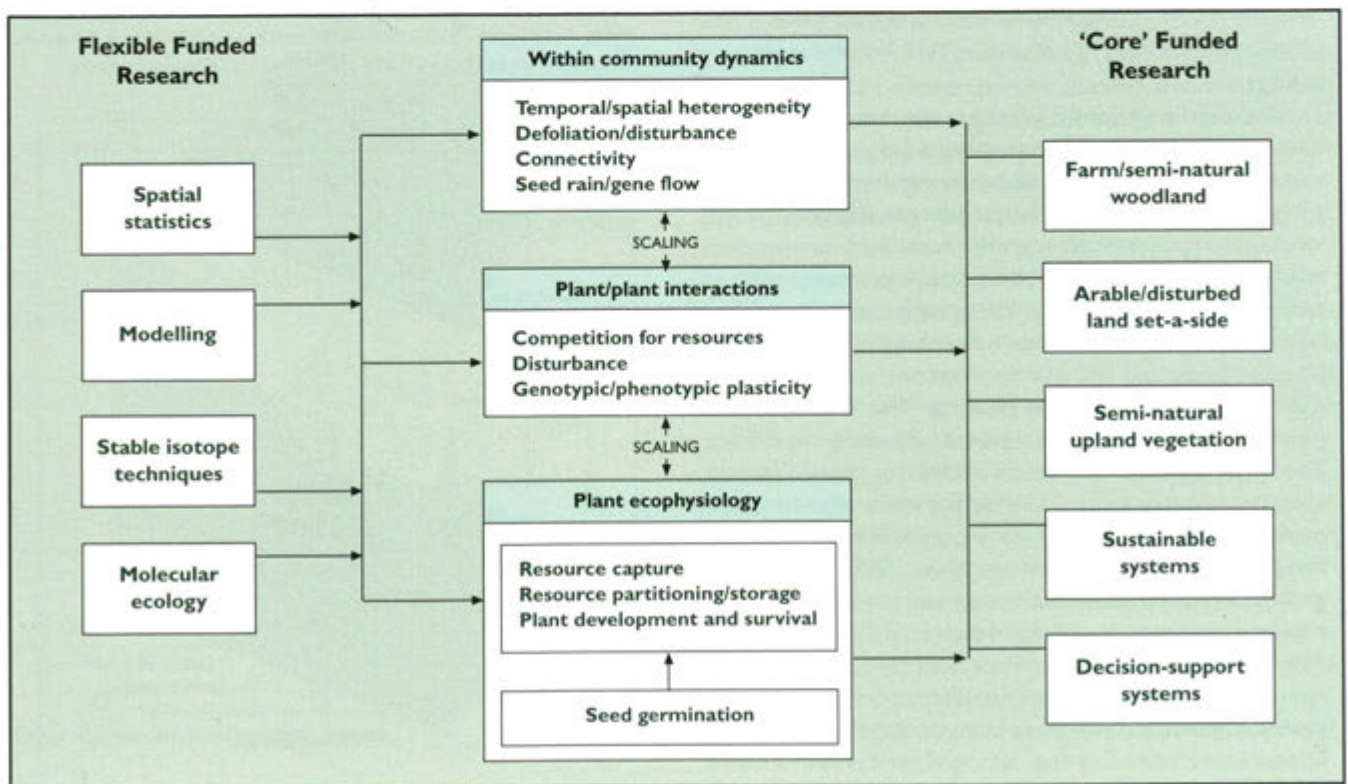 Flexible Funded
Research
Spatial
statistics
Modelling
Stable isotope
techniques
Molecular
ecology
Within community dynamics
Temporal/spatial heterogeneity
Defoliation/disturbance
Connectivity
Seed rain/gene flow
SCALING
Plant/plant interactions
Competition for resources
Disturbance
Genotypic/phenotypic plasticity
SCALING
Plant ecophysiology
Resource capture
Resource partitioning/storage
Plant development and survival
Seed germination
‘Core’ Funded
Research
Farm/semi-natural
woodland
Arable/disturbed
land set-a-side
Semi-natural
upland vegetation
Sustainable
systems
Decision-support
systems